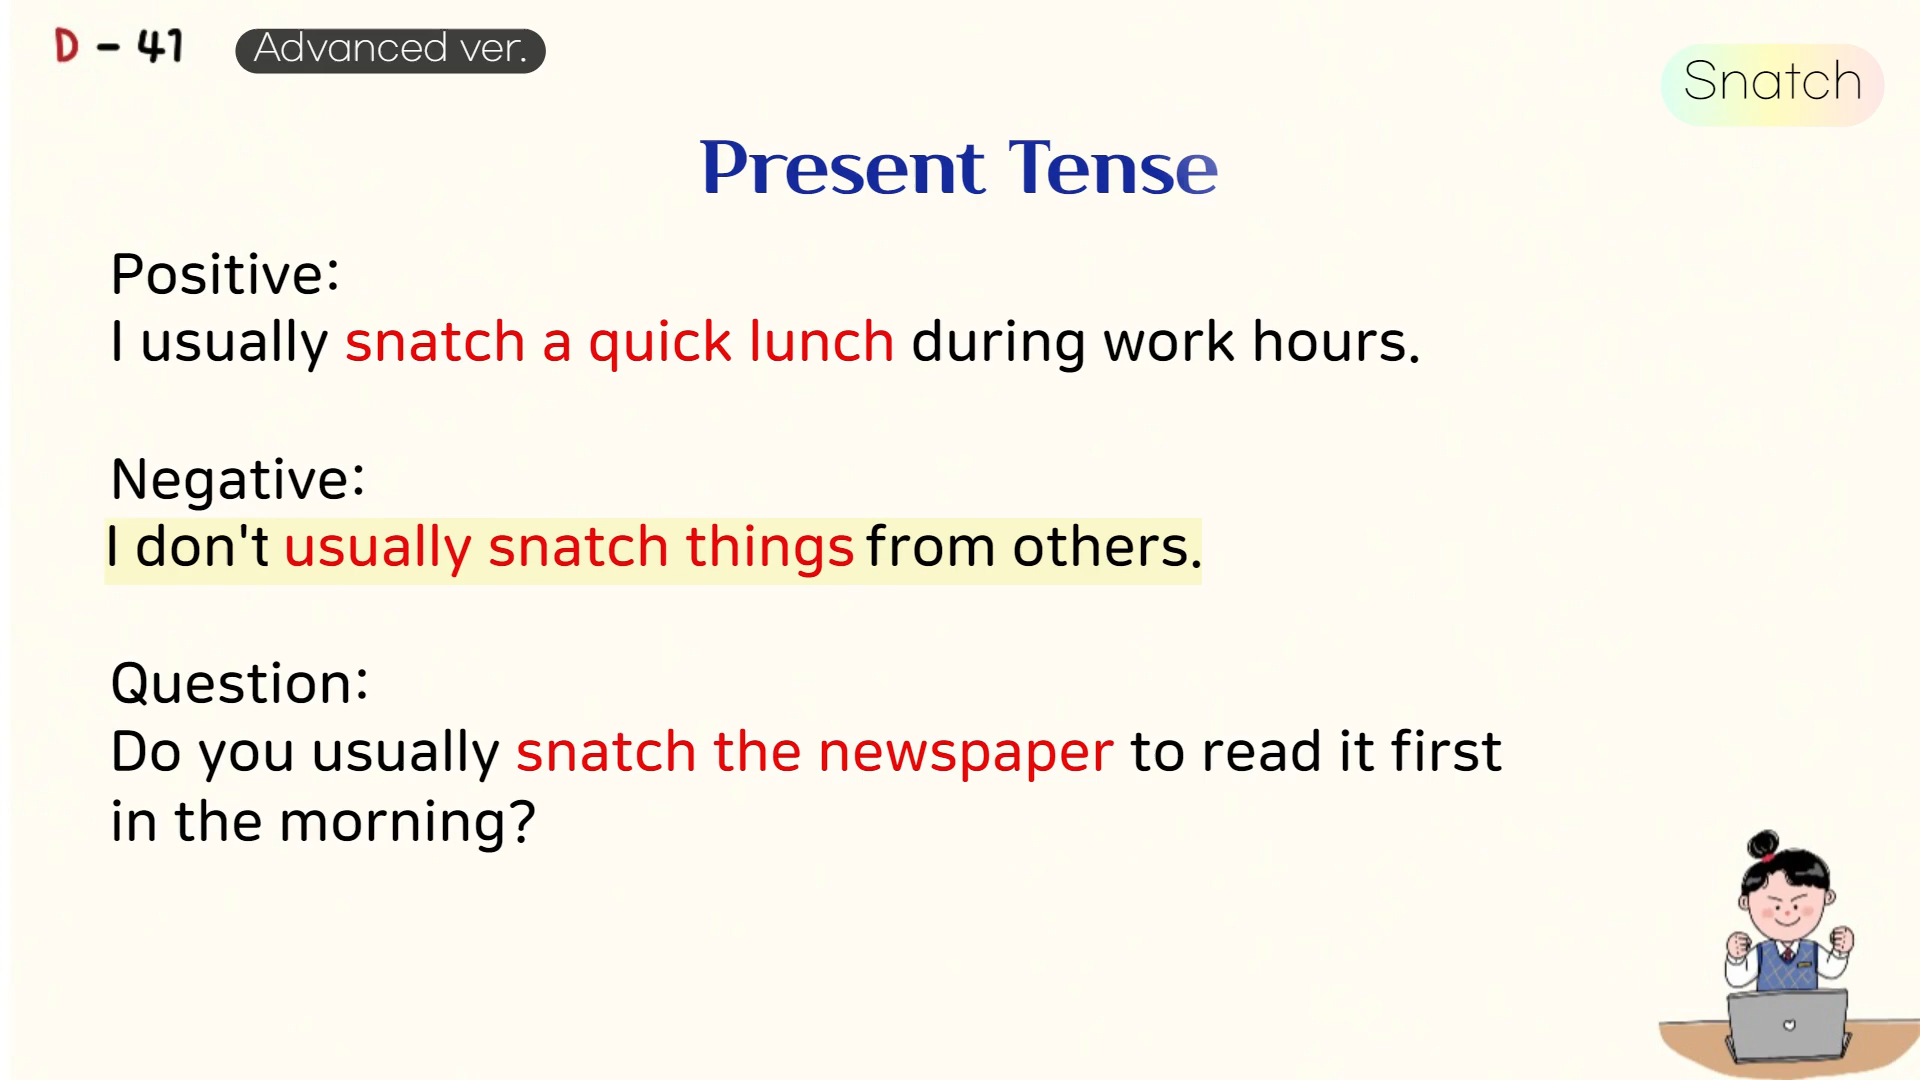 D - 41
Advanced ver.
Snatch
Present Tense
Positive:
I usually snatch a quick lunch during work hours.
Negative:
I don't usually snatch things from others.
Question:
Do you usually snatch the newspaper to read it first
in the morning?